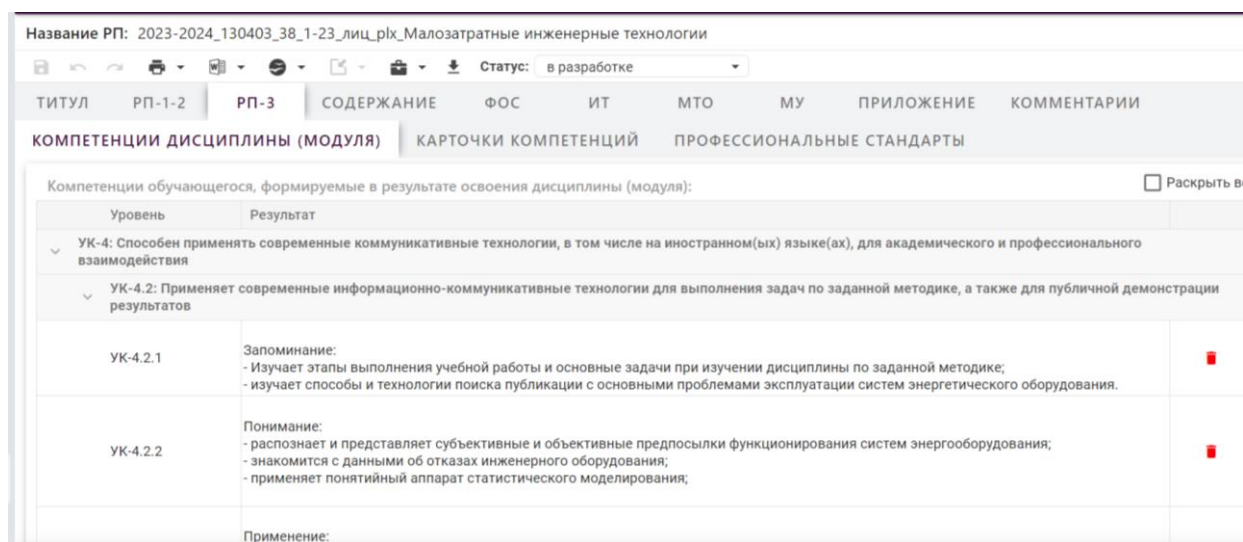 Название РП: 2023-2024_130403_38_1-23_лиц_plx_Малозатратные инженерные технологии
Статус: в разработке
ТИТУЛ РП-1-2 РП-3 СОДЕРЖАНИЕ ФОС ИТ МТО МУ ПРИЛОЖЕНИЕ КОММЕНТАРИИ
КОМПЕТЕНЦИИ ДИСЦИПЛИНЫ (МОДУЛЯ) КАРТОЧКИ КОМПЕТЕНЦИЙ ПРОФЕССИОНАЛЬНЫЕ СТАНДАРТЫ
Компетенции обучающегося, формируемые в результате освоения дисциплины (модуля): Раскрыть
Уровень Результат
УК-4: Способен применять современные коммуникативные технологии, в том числе на иностранном(ых) языке(ах), для академического и профессионального
взаимодействия
УК-4.2: Применяет современные информационно-коммуникативные технологии для выполнения задач по заданной методике, а также для публичной демонстрации
результатов
УК-4.2.1
Запоминание:
- Изучает этапы выполнения учебной работы и основные задачи при изучении дисциплины по заданной методике;
- изучает способы и технологии поиска публикации с основными проблемами эксплуатации систем энергетического оборудования.
УК-4.2.2
Понимание:
- распознает и представляет субъективные и объективные предпосылки функционирования систем энергооборудования;
- знакомится с данными об отказах инженерного оборудования;
- применяет понятийный аппарат статистического моделирования;
Применение: